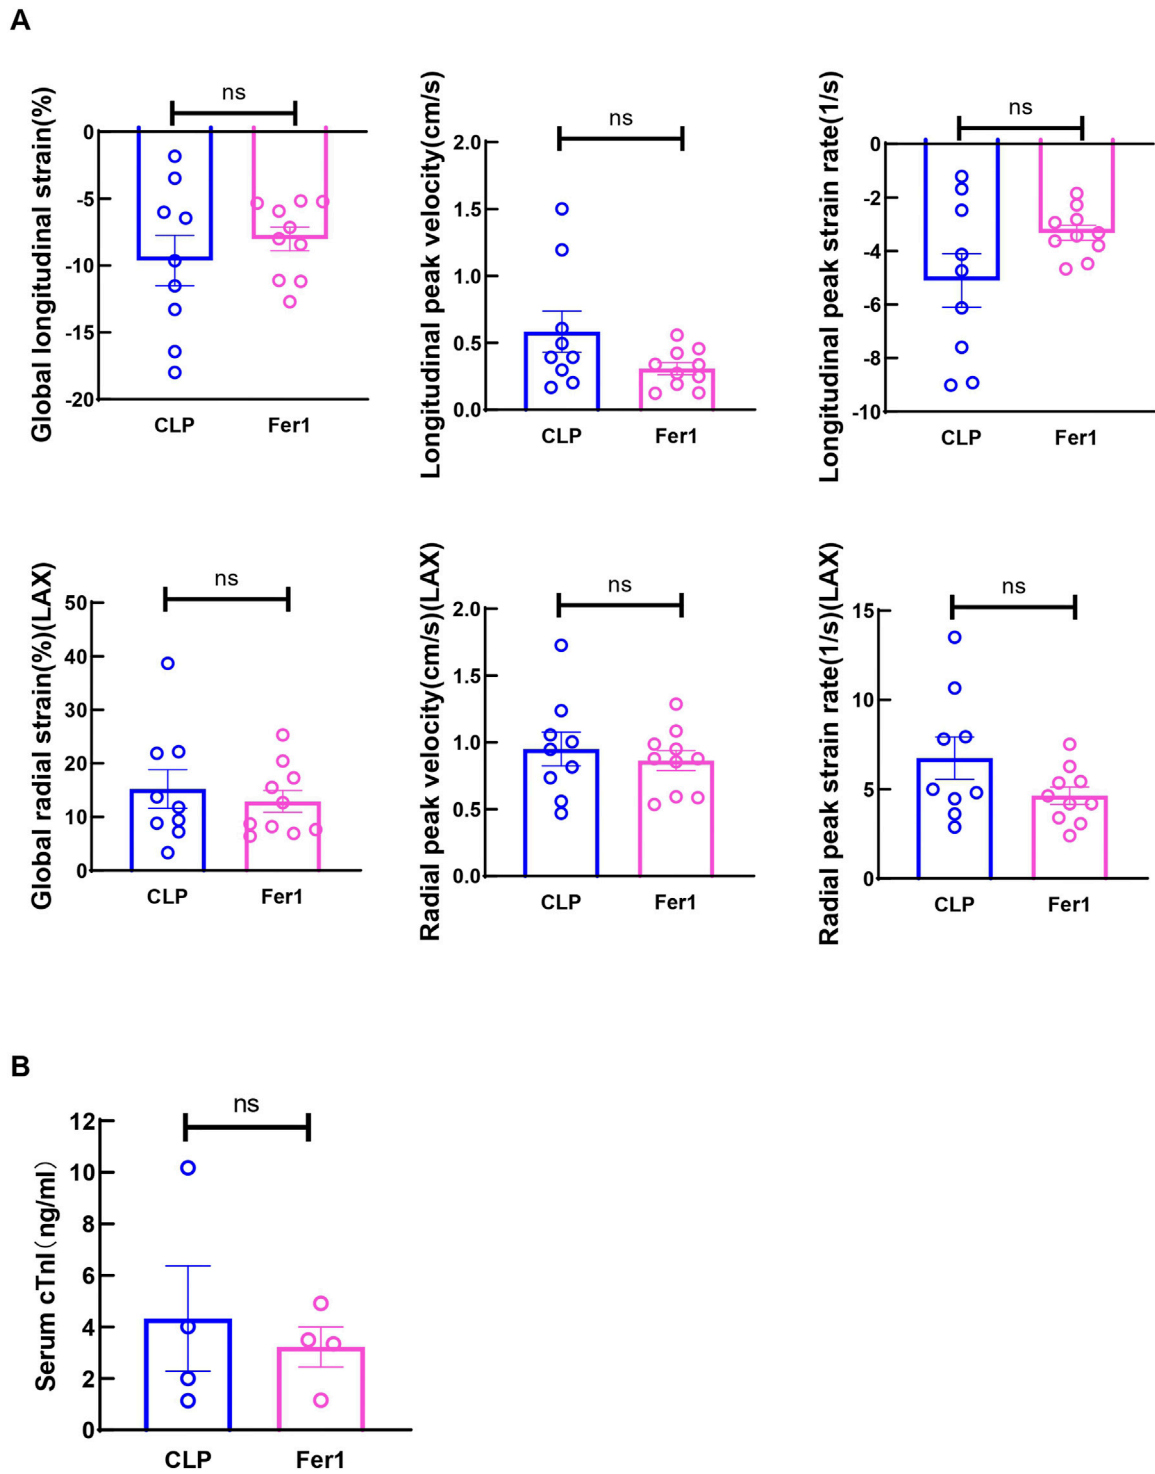 A
Global longitudinal strain(%)
ns
0
-5
-10
-15
-20
CLP
Fer1
Longitudinal peak velocity(cm/s)
ns
2.0
1.5
1.0
0.5
0.0
CLP
Fer1
Longitudinal peak strain rate(1/s)
ns
0
-2
-4
-6
-8
-10
CLP
Fer1
Global radial strain(%)(LAX)
ns
50
40
30
20
10
0
CLP
Fer1
Radial peak velocity(cm/s)(LAX)
ns
2.0
1.5
1.0
0.5
0.0
CLP
Fer1
Radial peak strain rate(1/s)(LAX)
ns
15
10
5
0
CLP
Fer1
B
Serum cTnI（ng/ml）
ns
12
10
8
6
4
2
0
CLP
Fer1